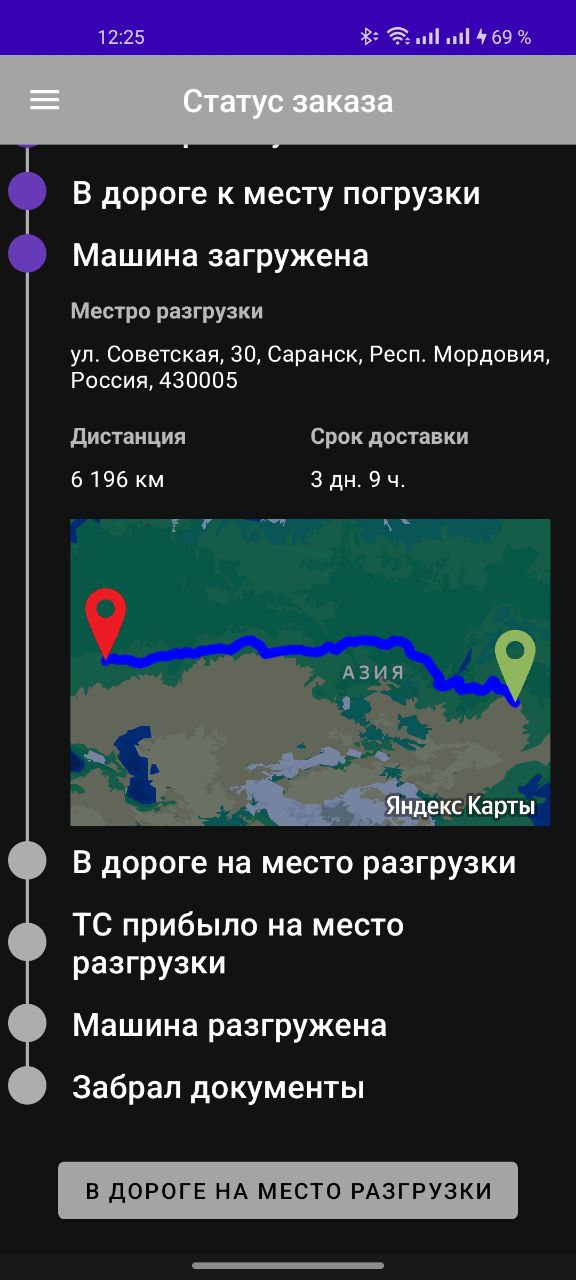 12:25
69 %
Статус заказа
В дороге к месту погрузки
Машина загружена
Местро разгрузки
ул. Советская, 30, Саранск, Респ. Мордовия,
Россия, 430005
Дистанция
Срок доставки
6 196 км
3 дн. 9 ч.
АЗИЯ
Яндекс Карты
В дороге на место разгрузки
ТС прибыло на место
разгрузки
Машина разгружена
Забрал документы
В ДОРОГЕ НА МЕСТО РАЗГРУЗКИ